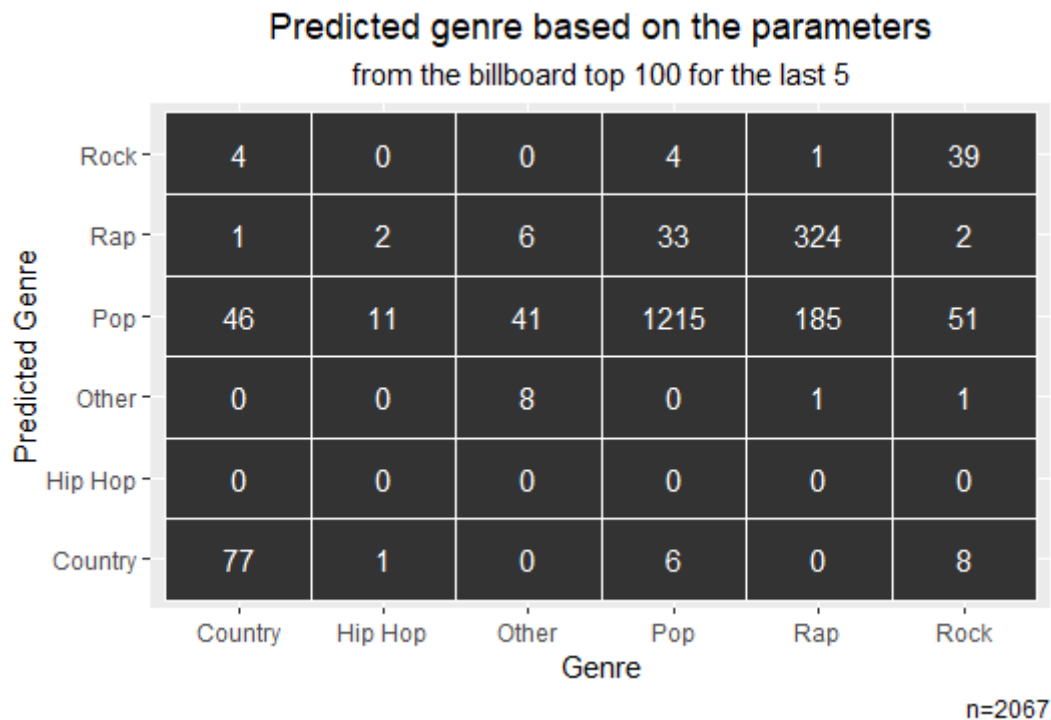 Predicted genre based on the parameters
from the billboard top 100 for the last 5
Predicted Genre
Rock 4 0 0 4 1 39
Rap 1 2 6 33 324 2
Pop 46 11 41 1215 185 51
Other 0 0 8 0 1 1
Hip Hop 0 0 0 0 0 0
Country 77 1 0 6 0 8
Country Hip Hop Other Pop Rap Rock
Genre
n=2067